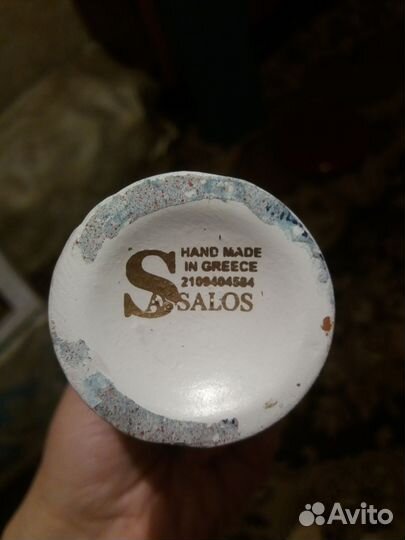 HAND MADE
IN GREECE
2109404584
SASSALOS
Avito